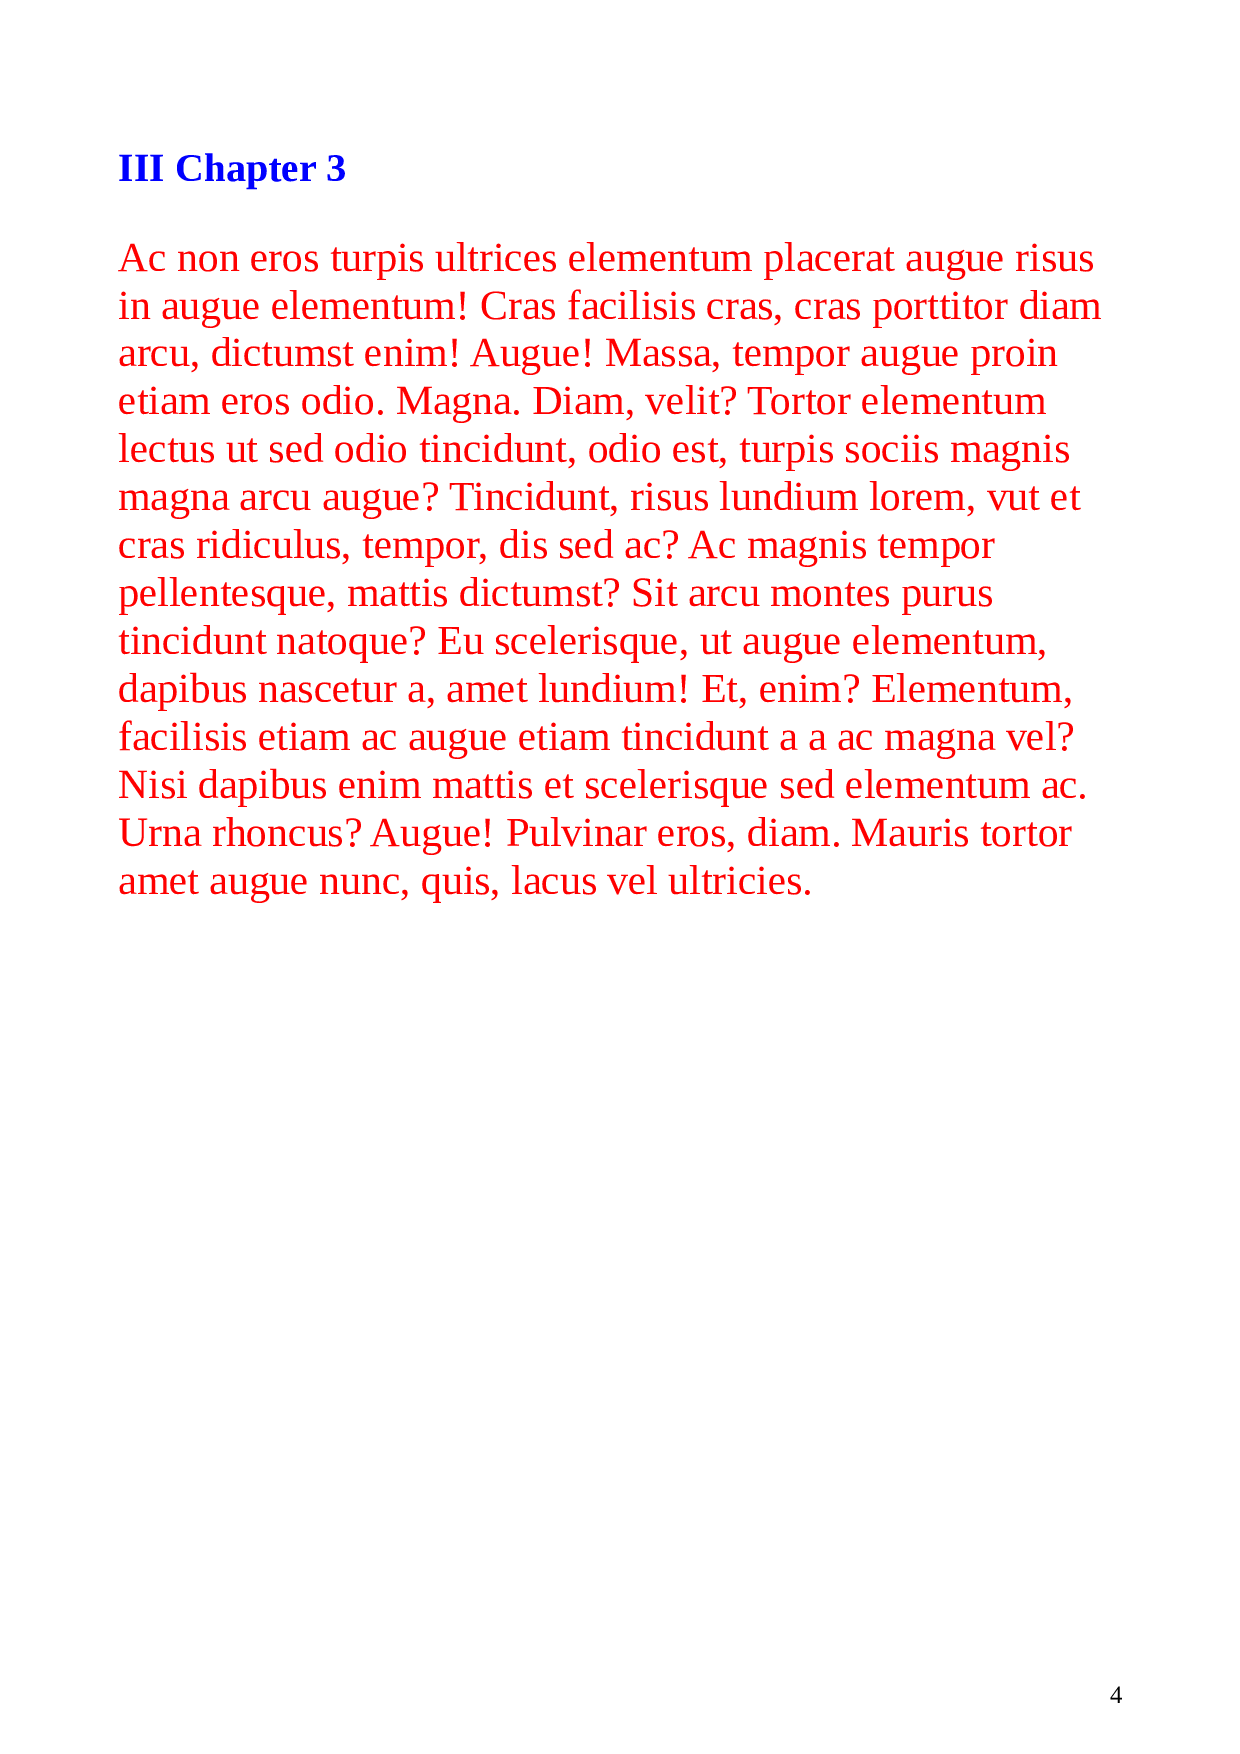 III Chapter 3
Ac non eros turpis ultrices elementum placerat augue risus
in augue elementum! Cras facilisis cras, cras porttitor diam
arcu, dictumst enim! Augue! Massa, tempor augue proin
etiam eros odio. Magna. Diam, velit? Tortor elementum
lectus ut sed odio tincidunt, odio est, turpis sociis magnis
magna arcu augue? Tincidunt, risus lundium lorem, vut et
cras ridiculus, tempor, dis sed ac? Ac magnis tempor
pellentesque, mattis dictumst? Sit arcu montes purus
tincidunt natoque? Eu scelerisque, ut augue elementum,
dapibus nascetur a, amet lundium! Et, enim? Elementum,
facilisis etiam ac augue etiam tincidunt a a ac magna vel?
Nisi dapibus enim mattis et scelerisque sed elementum ac.
Urna rhoncus? Augue! Pulvinar eros, diam. Mauris tortor
amet augue nunc, quis, lacus vel ultricies.
4